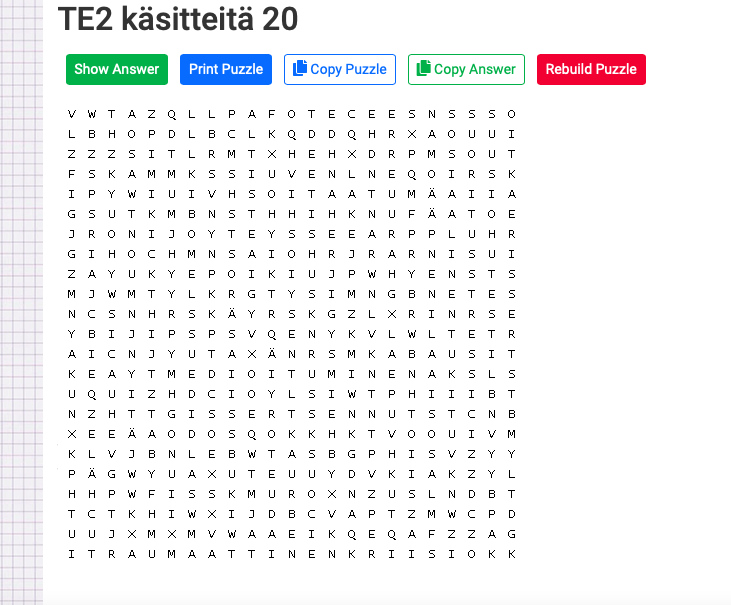 TE2 käsitteitä 20
Show Answer Print Puzzle Copy Puzzle Copy Answer Rebuild Puzzle
V W T A Z Q L L P A F O T E C E E S N S S S O
L B H O P D L B C L K Q D D Q H R X A O U U I
Z Z Z S I T L R M T X H E H X D R P M S O U T
F S K A M M K S S I U V E N L N E Q O I R S K
I P Y W I U I V H S O I T A A T U M Ä A I I A
G S U T K M B N S T H H I H K N U F Ä A T O E
J R O N I J O Y T E Y S S E E A R P P L U H R
G I H O C H M N S A I O H R J R A R N I S U I
Z A Y U K Y E P O I K I U J P W H Y E N S T S
M J W M T Y L K R G T Y S I M N G B N E T E S
N C S N H R S K Ä Y R S K G Z L X R I N R S E
Y B I J I P S P S V Q E N Y K V L W L T E T R
A I C N J Y U T A X Ä N R S M K A B A U S I T
K E A Y T M E D I O I T U M I N E N A K S L S
U Q U I Z H D C I O Y L S I W T P H I I I B T
N Z H T T G I S S E R T S E N N U T S T C N B
X E E Ä A O D O S Q O K K H K T V O O U I V M
K L V J B N L E B W T A S B G P H I S V Z Y Y
P Ä G W Y U A X U T E U U Y D V K I A K Z Y L
H H P W F I S S K M U R O X N Z U S L N D B T
T C T K H I W X I J D B C V A P T Z M W C P D
U U J X M X M V W A A E I K Q E Q A F Z Z A G
I T R A U M A A T T I N E N K R I I S I O K K